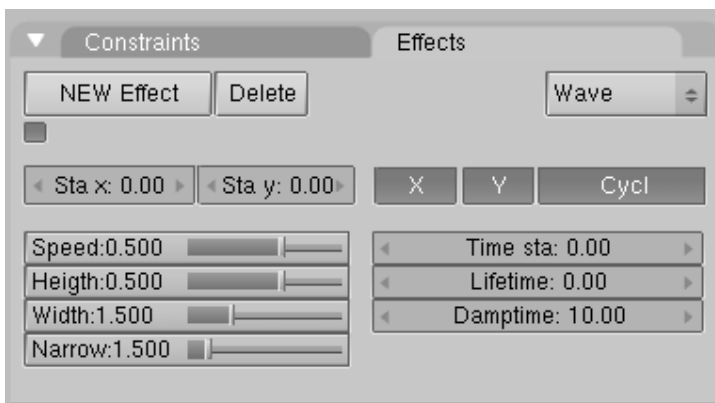 Constraints Effects
NEW Effect Delete Wave
Sta x: 0.00 Sta y: 0.00 X Y Cycl
Speed:0.500 Time sta: 0.00
Heigth:0.500 Lifetime: 0.00
Width:1.500 Damptime: 10.00
Narrow:1.500